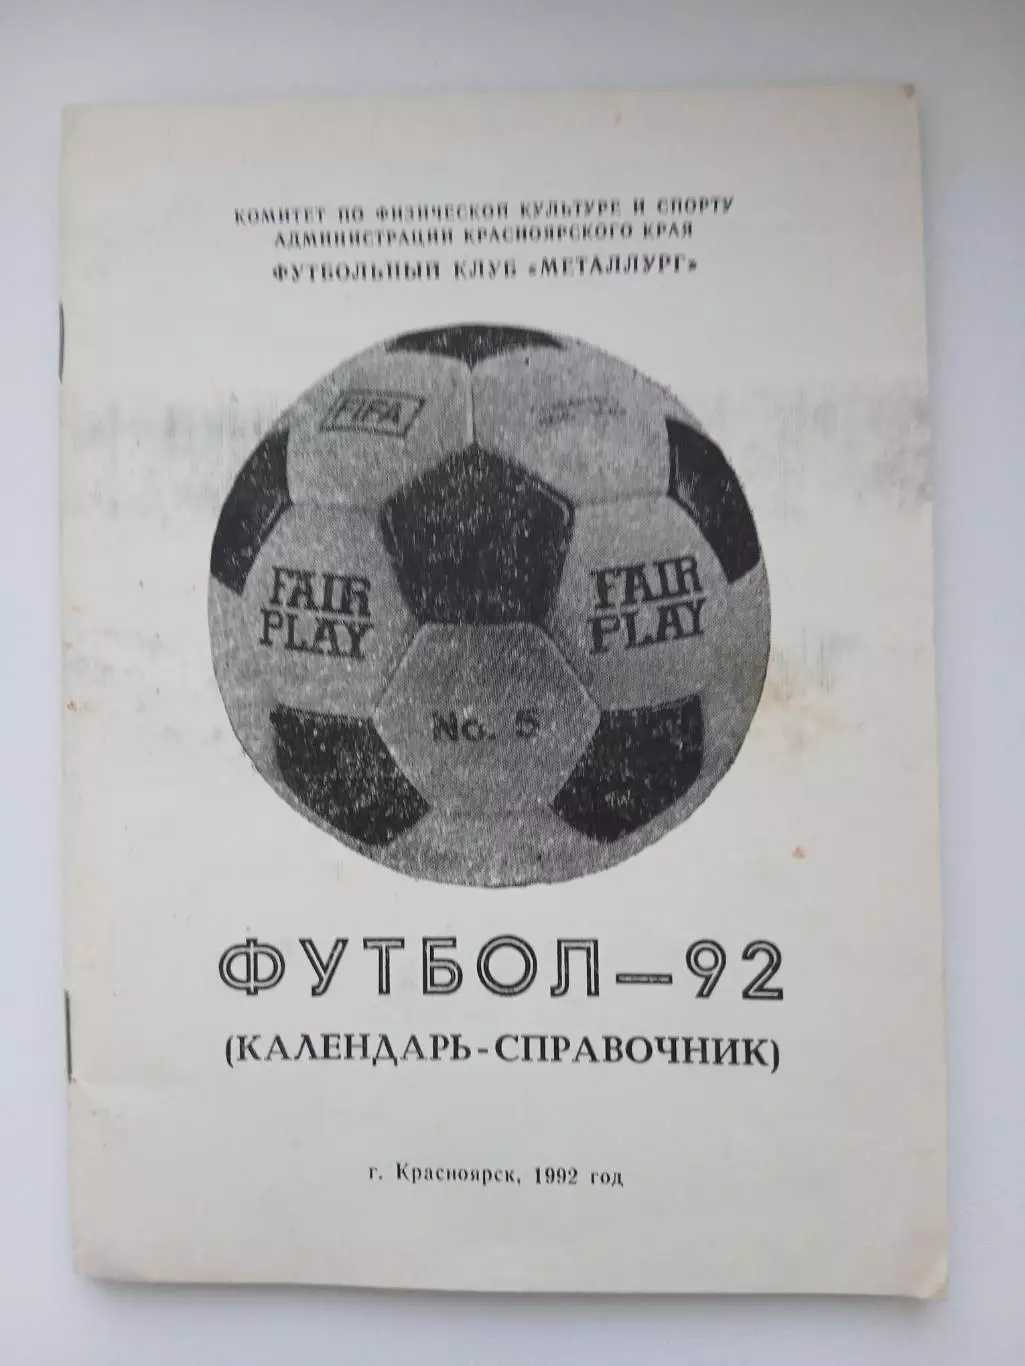 КОМИТЕТ ПО ФИЗИЧЕСКОЙ КУЛЬТУРЕ И СПОРТУ
АДМИНИСТРАЦИИ КРАСНОЯРСКОГО КРАЯ
ФУТБОЛЬНЫЙ КЛУБ «МЕТАЛЛУРГ»
FIFA
FAIR PLAY
FAIR PLAY
No. 5
ФУТБОЛ—92
(КАЛЕНДАРЬ-СПРАВОЧНИК)
г. Красноярск, 1992 год